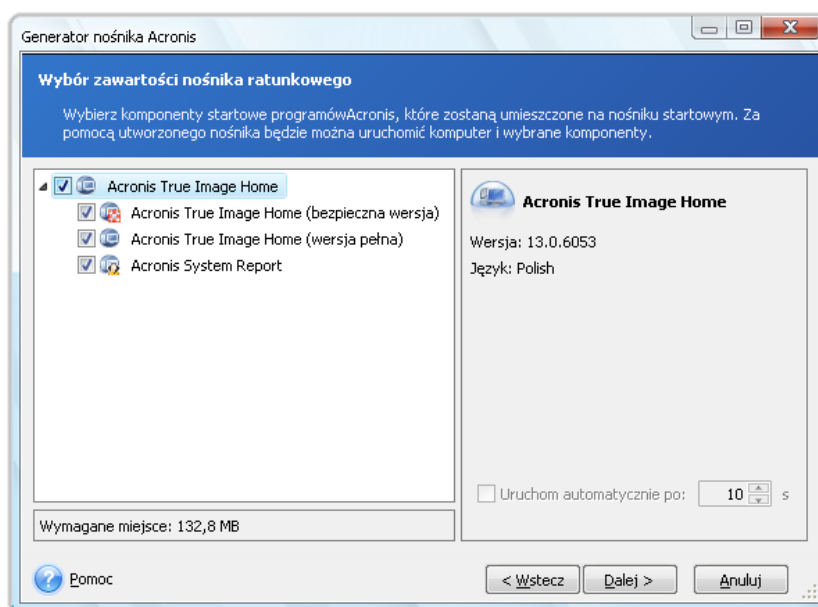 Generator nośnika Acronis
Wybór zawartości nośnika ratunkowego
Wybierz komponenty startowe programówAcronis, które zostaną umieszczone na nośniku startowym. Za
pomocą utworzonego nośnika będzie można uruchomić komputer i wybrane komponenty.
Acronis True Image Home
Acronis True Image Home (bezpieczna wersja)
Acronis True Image Home (wersja pełna)
Acronis System Report
Wymagane miejsce: 132,8 MB
Acronis True Image Home
Wersja: 13.0.6053
Język: Polish
Uruchom automatycznie po: 10 s
Pomoc
< Wstecz
Dalej >
Anuluj